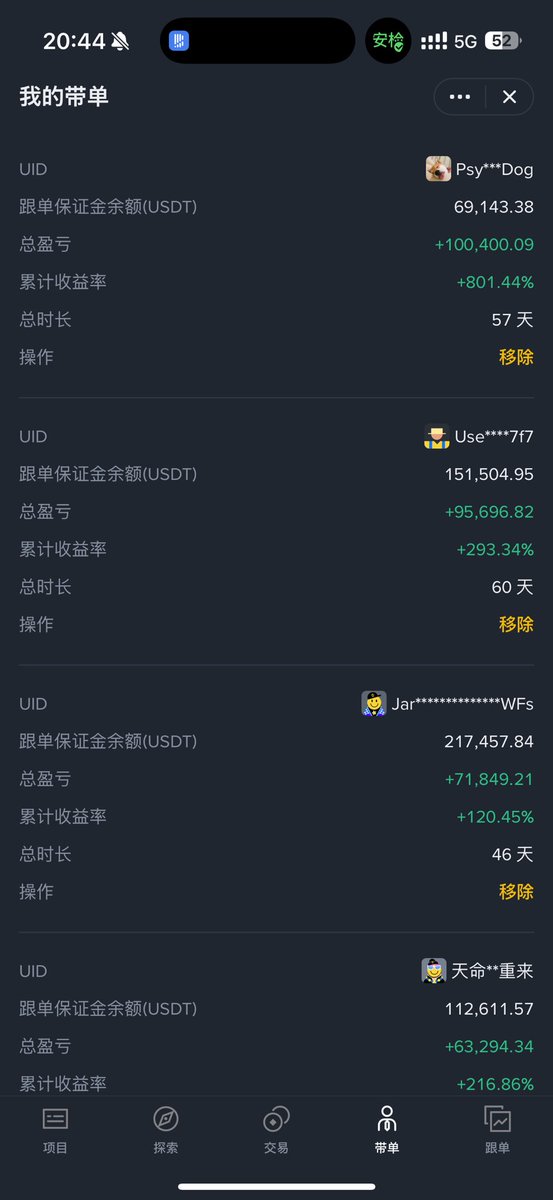 20:44 安检 5G 52
我的带单
UID Psy***Dog
跟单保证金余额(USDT) 69,143.38
总盈亏 +100,400.09
累计收益率 +801.44%
总时长 57 天
操作 移除
UID Use****7f7
跟单保证金余额(USDT) 151,504.95
总盈亏 +95,696.82
累计收益率 +293.34%
总时长 60 天
操作 移除
UID Jar**************WFs
跟单保证金余额(USDT) 217,457.84
总盈亏 +71,849.21
累计收益率 +120.45%
总时长 46 天
操作 移除
UID 天命**重来
跟单保证金余额(USDT) 112,611.57
总盈亏 +63,294.34
累计收益率 +216.86%
项目 探索 交易 带单 跟单